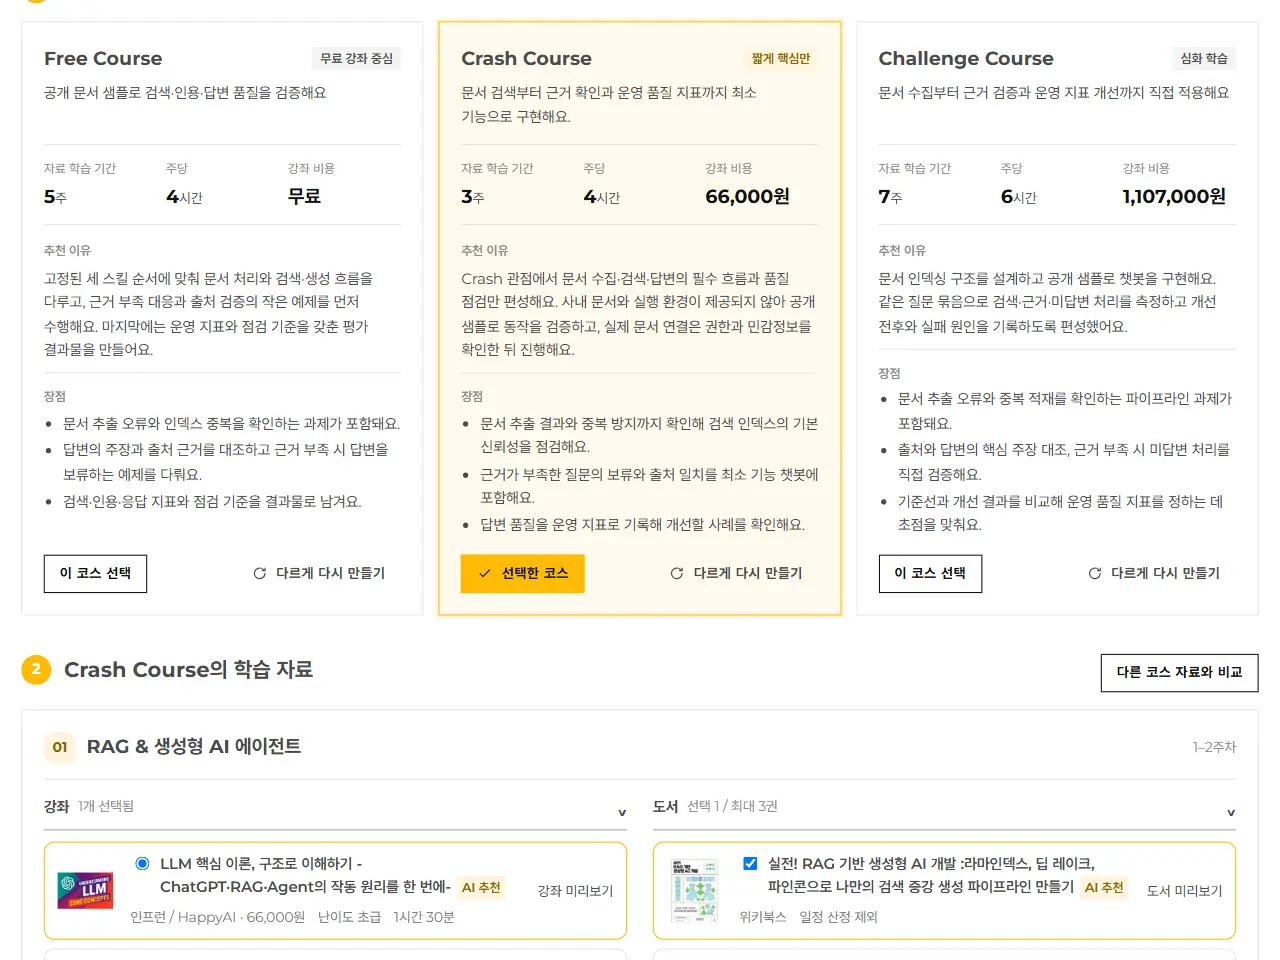 Free Course
무료 강좌 중심
공개 문서 샘플로 검색·인용·답변 품질을 검증해요
자료 학습 기간
주당
강좌 비용
5주
4시간
무료
추천 이유
고정된 세 스킬 순서에 맞춰 문서 처리와 검색·생성 흐름을
다루고, 근거 부족 대응과 출처 검증의 작은 예제를 먼저
수행해요. 마지막에는 운영 지표와 점검 기준을 갖춘 평가
결과물을 만들어요.
장점
문서 추출 오류와 인덱스 중복을 확인하는 과제가 포함돼요.
답변의 주장과 출처 근거를 대조하고 근거 부족 시 답변을
보류하는 예제를 다뤄요.
검색·인용·응답 지표와 점검 기준을 결과물로 남겨요.
이 코스 선택
다르게 다시 만들기
Crash Course
짧게 핵심만
문서 검색부터 근거 확인과 운영 품질 지표까지 최소
기능으로 구현해요.
자료 학습 기간
주당
강좌 비용
3주
4시간
66,000원
추천 이유
Crash 관점에서 문서 수집·검색·답변의 필수 흐름과 품질
점검만 편성해요. 사내 문서와 실행 환경이 제공되지 않아 공개
샘플로 동작을 검증하고, 실제 문서 연결은 권한과 민감정보를
확인한 뒤 진행해요.
장점
문서 추출 결과와 중복 방지까지 확인해 검색 인덱스의 기본
신뢰성을 점검해요.
근거가 부족한 질문의 보류와 출처 일치를 최소 기능 챗봇에
포함해요.
답변 품질을 운영 지표로 기록해 개선할 사례를 확인해요.
선택한 코스
다르게 다시 만들기
Challenge Course
심화 학습
문서 수집부터 근거 검증과 운영 지표 개선까지 직접 적용해요
자료 학습 기간
주당
강좌 비용
7주
6시간
1,107,000원
추천 이유
문서 인덱싱 구조를 설계하고 공개 샘플로 챗봇을 구현해요.
같은 질문 묶음으로 검색·근거·미답변 처리를 측정하고 개선
전후와 실패 원인을 기록하도록 편성했어요.
장점
문서 추출 오류와 중복 적재를 확인하는 파이프라인 과제가
포함돼요.
출처와 답변의 핵심 주장 대조, 근거 부족 시 미답변 처리를
직접 검증해요.
기준선과 개선 결과를 비교해 운영 품질 지표를 정하는 데
초점을 맞춰요.
이 코스 선택
다르게 다시 만들기
2
Crash Course의 학습 자료
다른 코스 자료와 비교
01
RAG & 생성형 AI 에이전트
1–2주차
강좌 1개 선택됨
LLM 핵심 이론, 구조로 이해하기 -
ChatGPT·RAG·Agent의 작동 원리를 한 번에-
AI 추천
강좌 미리보기
인프런 / HappyAI · 66,000원 난이도 초급 1시간 30분
도서 선택 1 / 최대 3권
실전! RAG 기반 생성형 AI 개발 :라마인덱스, 딥 레이크,
파인콘으로 나만의 검색 증강 생성 파이프라인 만들기
AI 추천
도서 미리보기
위키북스 일정 산정 제외
LLM
CORE CONCEPTS